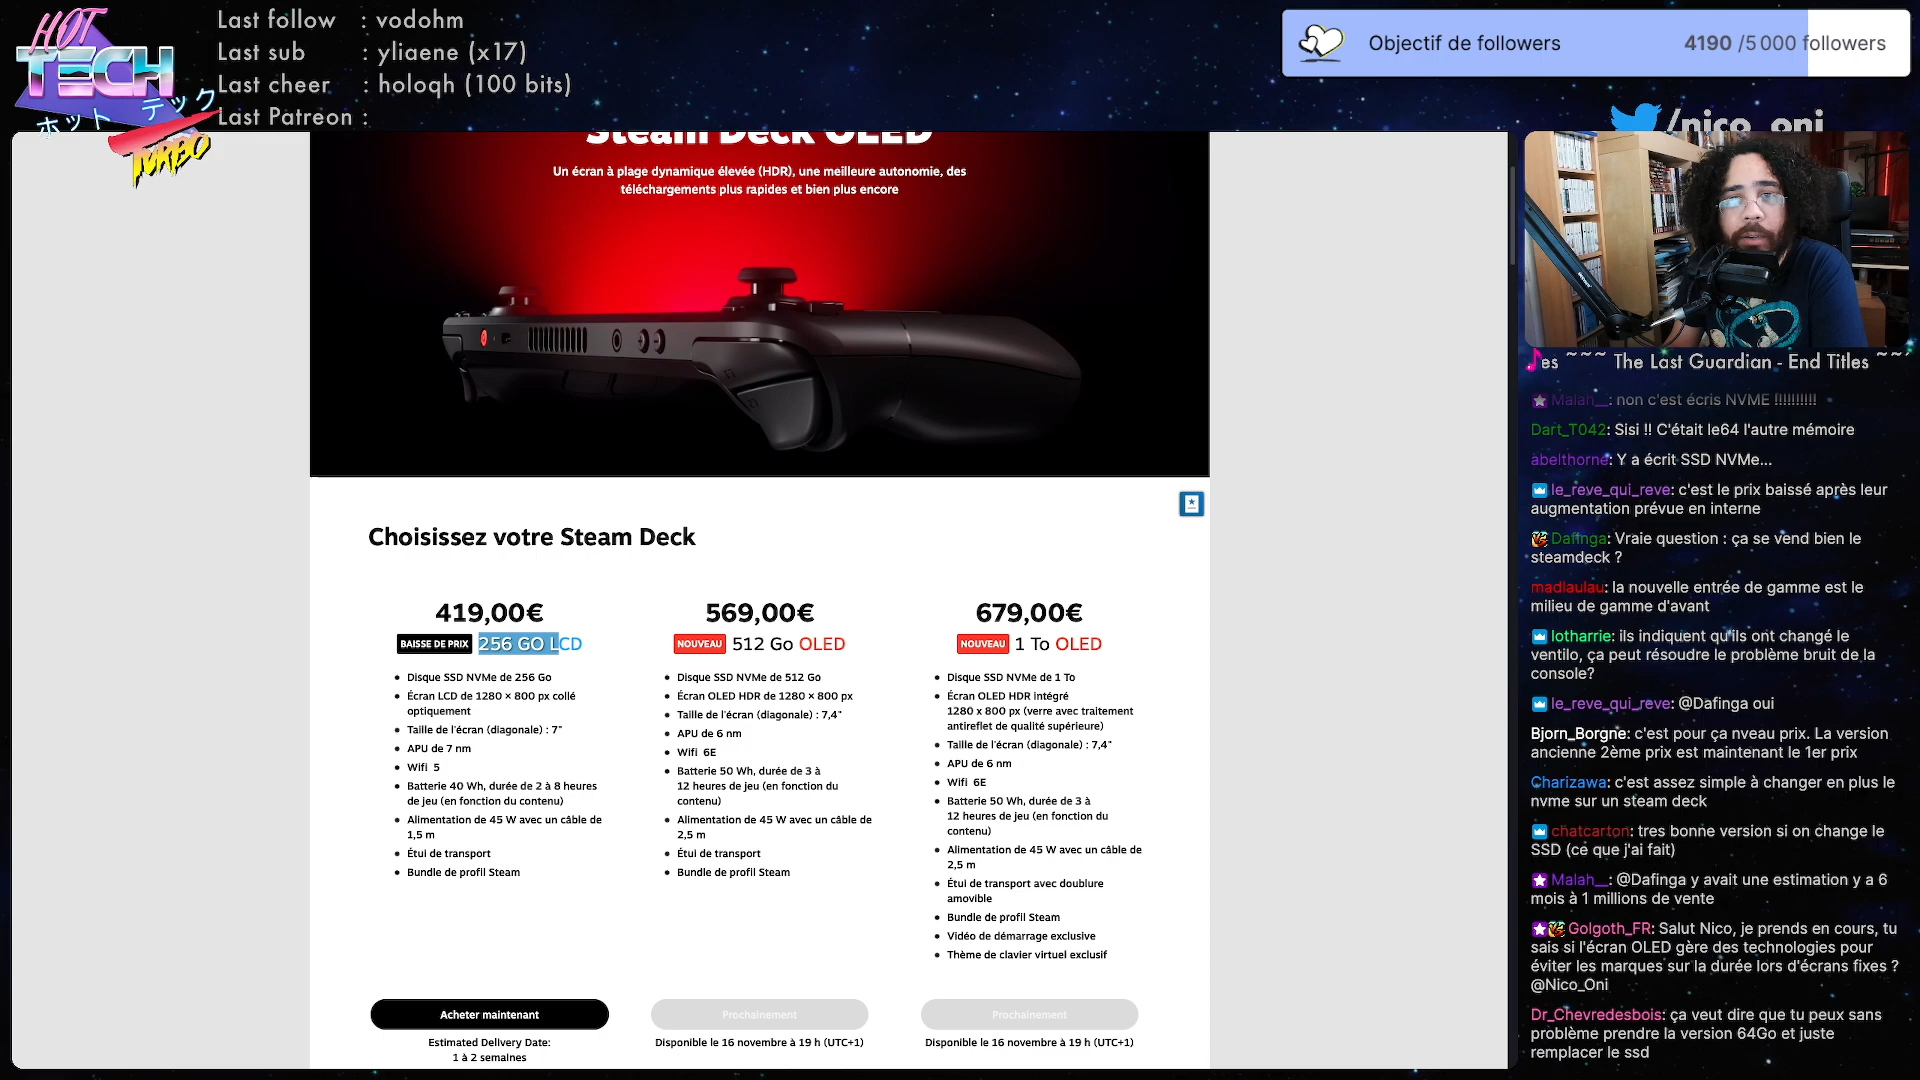 HOT
TECH
ホット テック
TURBO
Last follow : vodohm
Last sub : yliaene (x17)
Last cheer : holoqh (100 bits)
Last Patreon :
Objectif de followers 4190 /5 000 followers
/nico_oni
Steam Deck OLED
Un écran à plage dynamique élevée (HDR), une meilleure autonomie, des
téléchargements plus rapides et bien plus encore
Choisissez votre Steam Deck
419,00€
BAISSE DE PRIX 256 GO LCD
• Disque SSD NVMe de 256 Go
• Écran LCD de 1280 × 800 px collé
optiquement
• Taille de l'écran (diagonale) : 7"
• APU de 7 nm
• Wifi 5
• Batterie 40 Wh, durée de 2 à 8 heures
de jeu (en fonction du contenu)
• Alimentation de 45 W avec un câble de
1,5 m
• Étui de transport
• Bundle de profil Steam
Acheter maintenant
Estimated Delivery Date:
1 à 2 semaines
569,00€
NOUVEAU 512 Go OLED
• Disque SSD NVMe de 512 Go
• Écran OLED HDR de 1280 × 800 px
• Taille de l'écran (diagonale) : 7,4"
• APU de 6 nm
• Wifi 6E
• Batterie 50 Wh, durée de 3 à
12 heures de jeu (en fonction du
contenu)
• Alimentation de 45 W avec un câble de
2,5 m
• Étui de transport
• Bundle de profil Steam
Prochainement
Disponible le 16 novembre à 19 h (UTC+1)
679,00€
NOUVEAU 1 To OLED
• Disque SSD NVMe de 1 To
• Écran OLED HDR intégré
1280 x 800 px (verre avec traitement
antireflet de qualité supérieure)
• Taille de l'écran (diagonale) : 7,4"
• APU de 6 nm
• Wifi 6E
• Batterie 50 Wh, durée de 3 à
12 heures de jeu (en fonction du
contenu)
• Alimentation de 45 W avec un câble de
2,5 m
• Étui de transport avec doublure
amovible
• Bundle de profil Steam
• Vidéo de démarrage exclusive
• Thème de clavier virtuel exclusif
Prochainement
Disponible le 16 novembre à 19 h (UTC+1)
es ~~~ The Last Guardian - End Titles ~~~
Malah__: non c'est écris NVME !!!!!!!!!!
Dart_T042: Sisi !! C'était le64 l'autre mémoire
abelthorne: Y a écrit SSD NVMe...
le_reve_qui_reve: c'est le prix baissé après leur
augmentation prévue en interne
Dafinga: Vraie question : ça se vend bien le
steamdeck ?
madlaulau: la nouvelle entrée de gamme est le
milieu de gamme d'avant
lotharrie: ils indiquent qu'ils ont changé le
ventilo, ça peut résoudre le problème bruit de la
console?
le_reve_qui_reve: @Dafinga oui
Bjorn_Borgne: c'est pour ça nveau prix. La version
ancienne 2ème prix est maintenant le 1er prix
Charizawa: c'est assez simple à changer en plus le
nvme sur un steam deck
chatcarton: tres bonne version si on change le
SSD (ce que j'ai fait)
Malah__: @Dafinga y avait une estimation y a 6
mois à 1 millions de vente
Golgoth_FR: Salut Nico, je prends en cours, tu
sais si l'écran OLED gère des technologies pour
éviter les marques sur la durée lors d'écrans fixes ?
@Nico_Oni
Dr_Chevredesbois: ça veut dire que tu peux sans
problème prendre la version 64Go et juste
remplacer le ssd